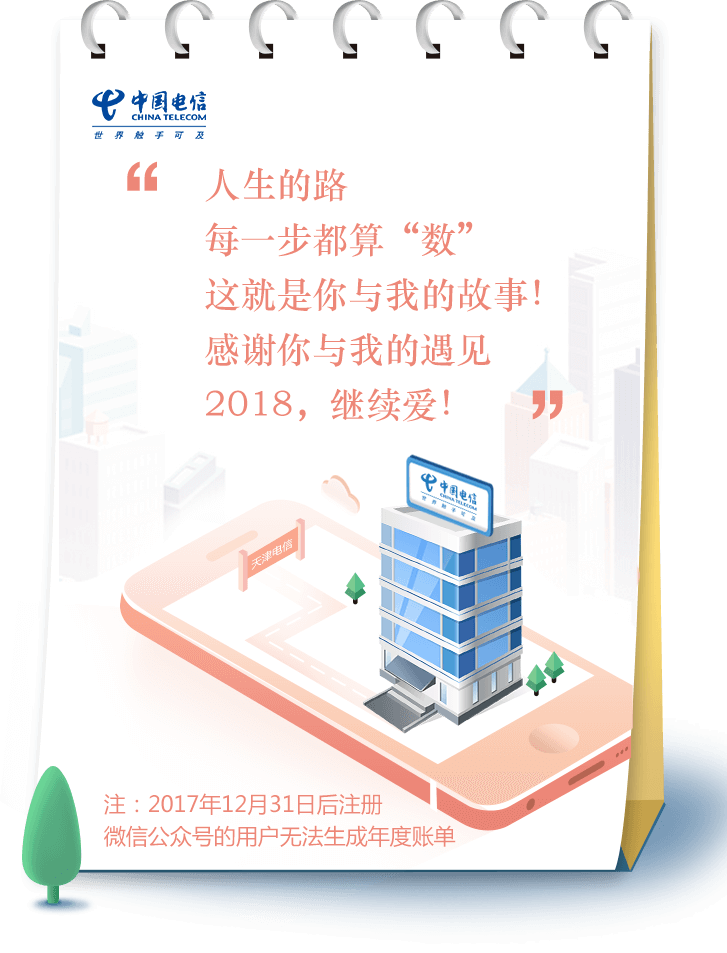 中国电信
CHINA TELECOM
世界触手可及
“
人生的路
每一步都算“数”
这就是你与我的故事！
感谢你与我的遇见
2018，继续爱！
”
中国电信
CHINA TELECOM
世界触手可及
天津电信
注：2017年12月31日后注册
微信公众号的用户无法生成年度账单